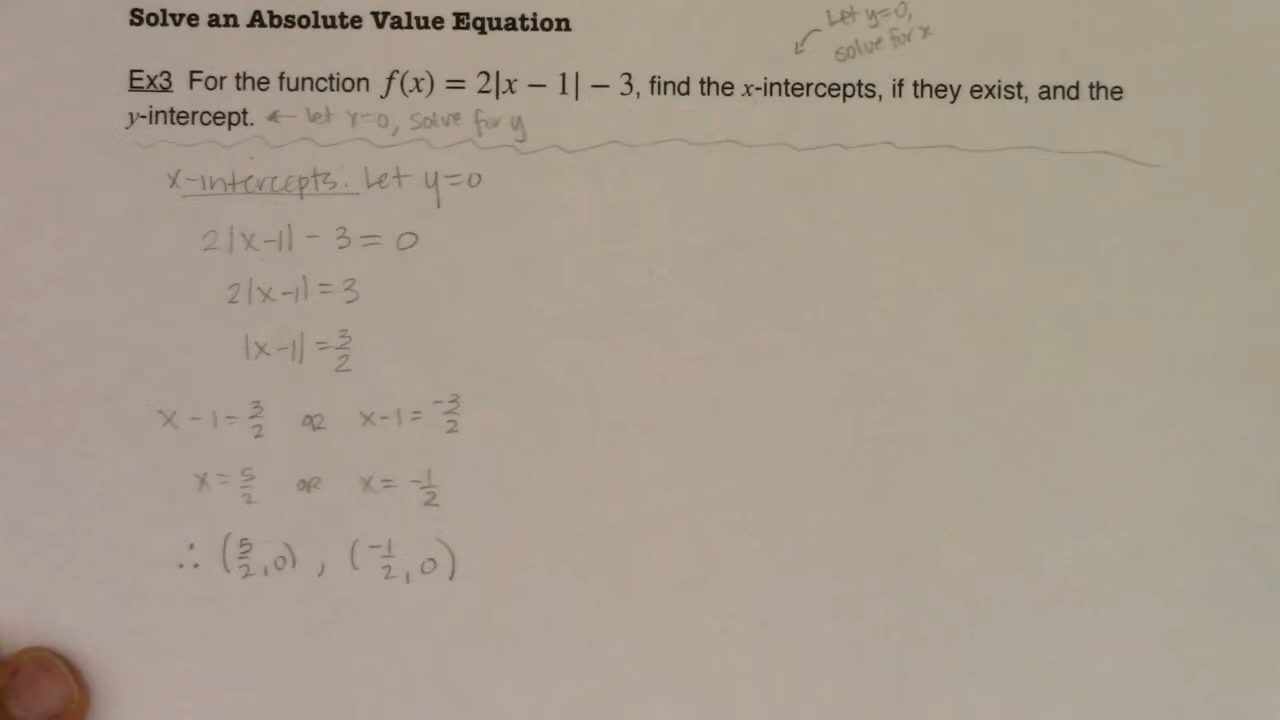 Solve an Absolute Value Equation
Let y=0,
solve for x
Ex3 For the function f(x) = 2|x − 1| − 3, find the x-intercepts, if they exist, and the
y-intercept. ← let x=0, solve for y
x-intercepts. Let y=0
2|x-1| - 3 = 0
2|x-1| = 3
|x-1| = 3/2
x - 1 = 3/2 OR x-1 = -3/2
x = 5/2 OR x = -1/2
∴ (5/2, 0), (-1/2, 0)